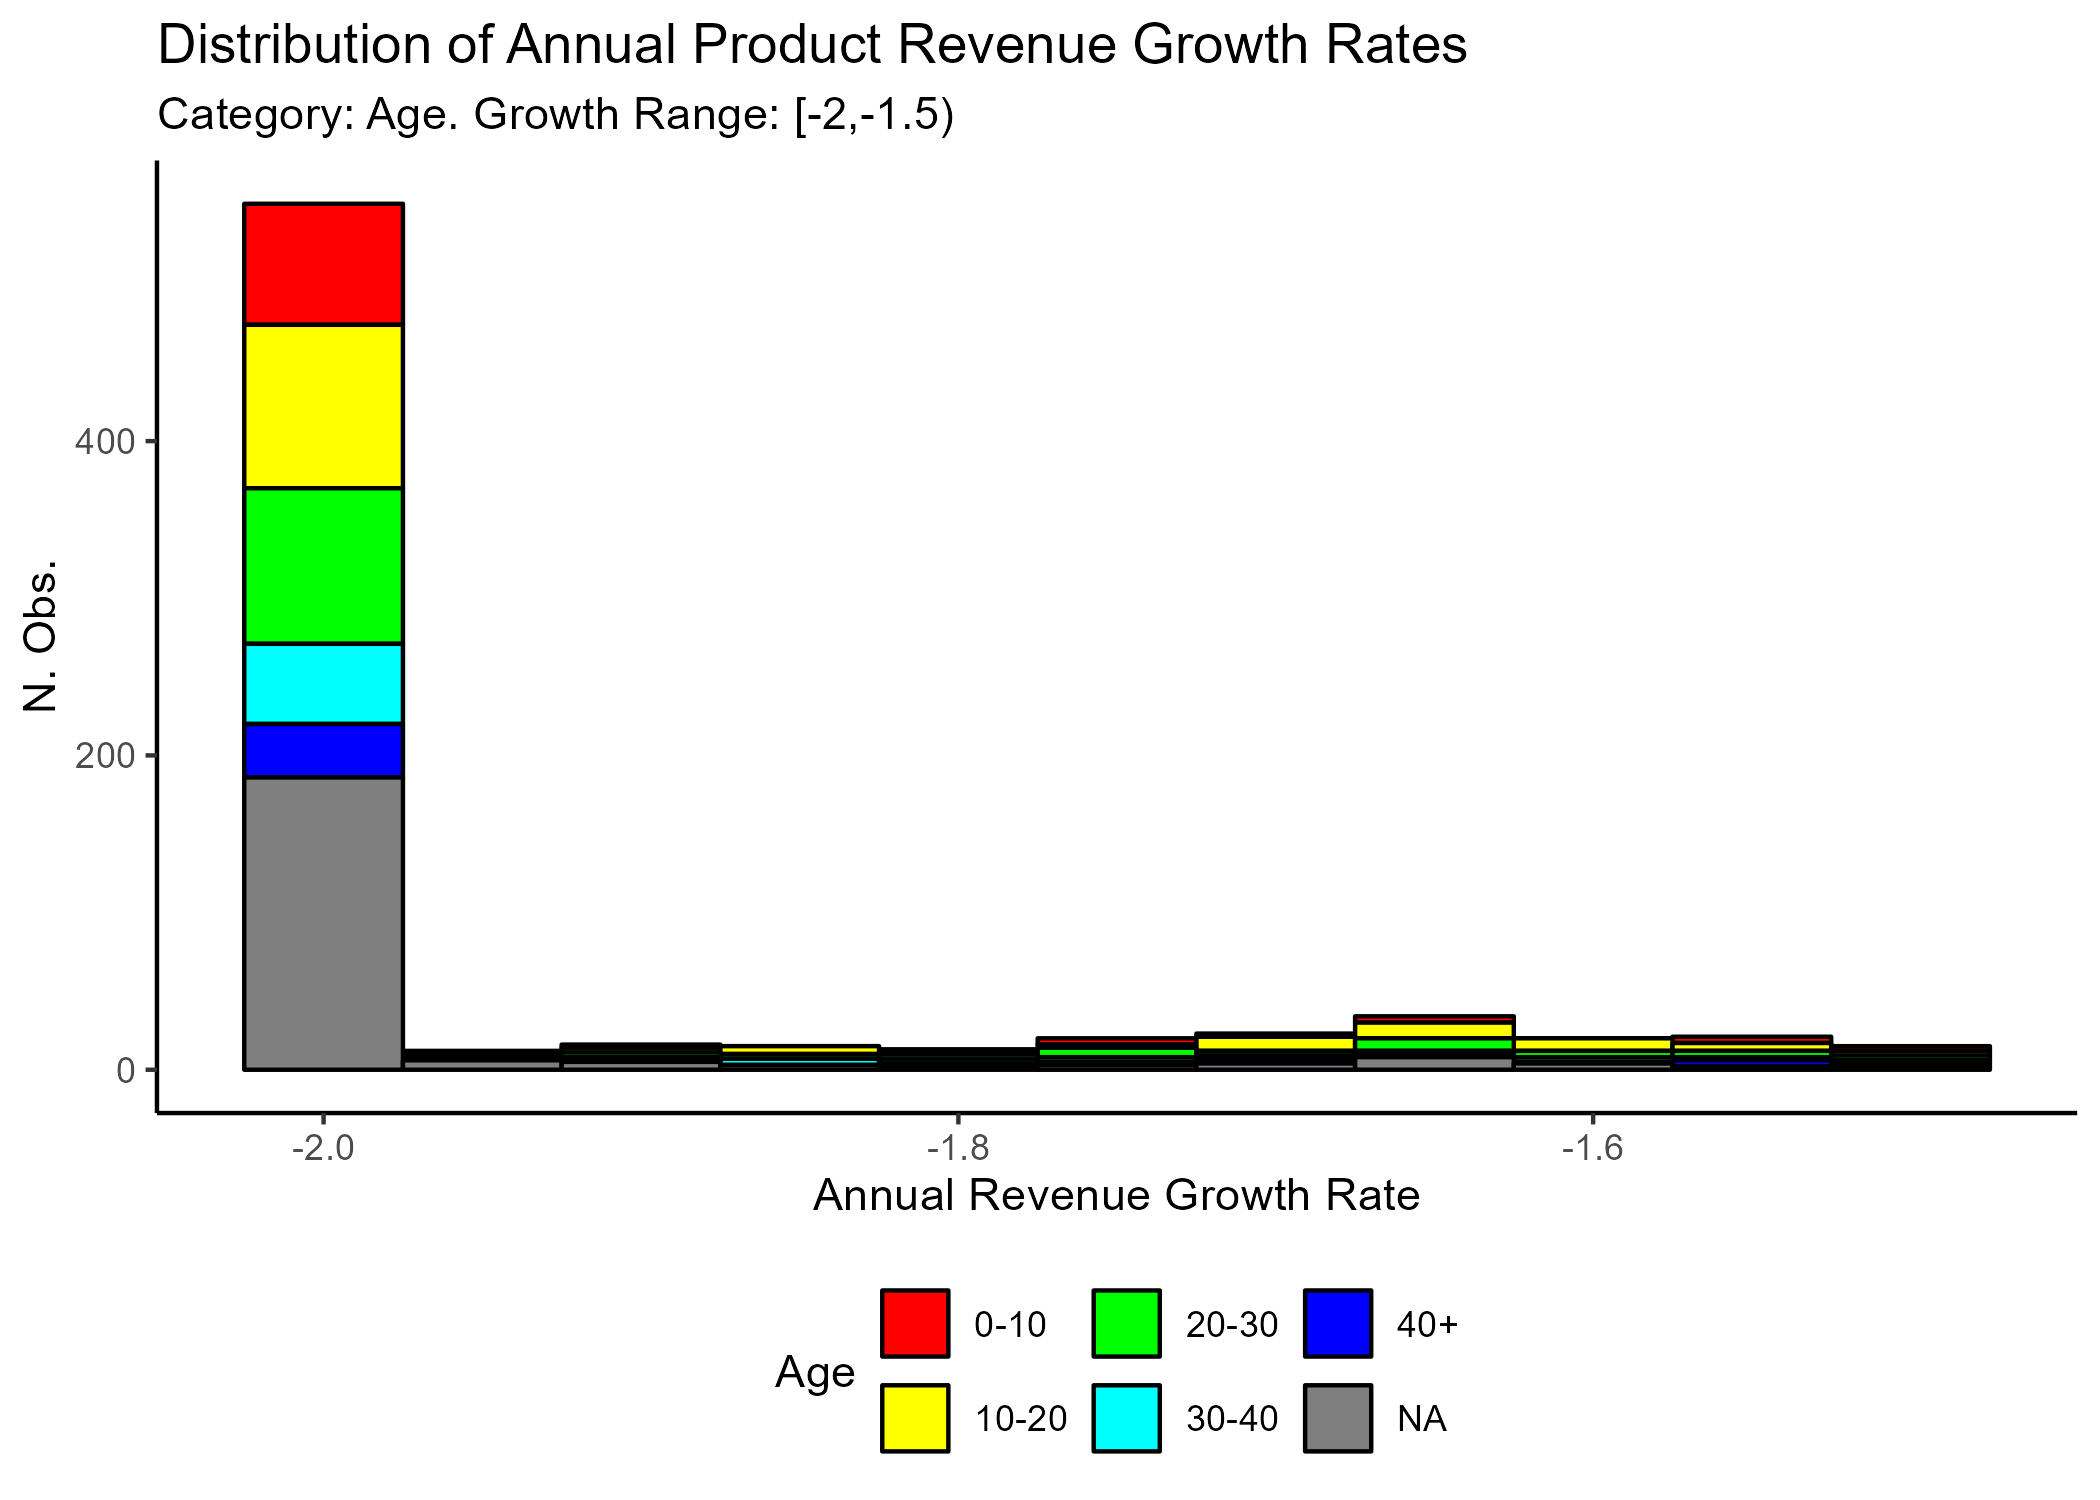 Distribution of Annual Product Revenue Growth Rates
Category: Age. Growth Range: [-2,-1.5)
N. Obs.
400
200
0
-2.0 -1.8 -1.6
Annual Revenue Growth Rate
Age
0-10 20-30 40+
10-20 30-40 NA